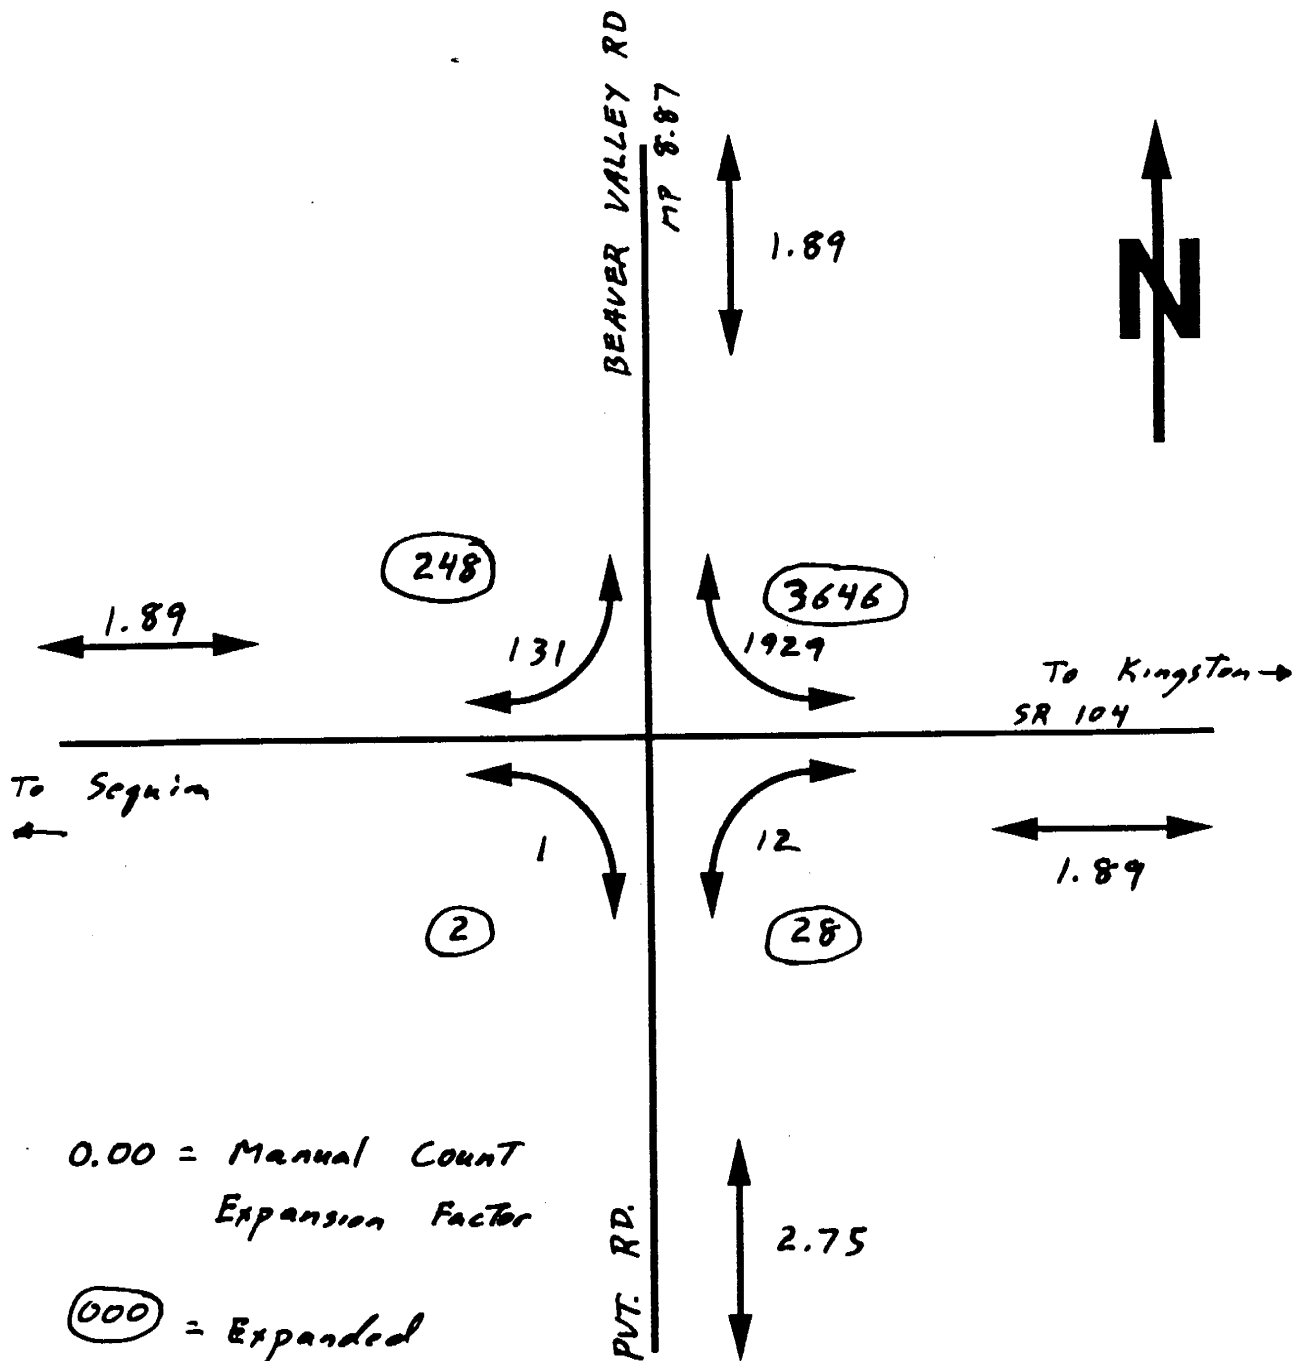 BEAVER VALLEY RD
MP 8.87
1.89
N
248
3646
1.89
131
1929
To Kingston →
SR 104
To Sequim
←
1
12
1.89
2
28
0.00 = Manual Count
Expansion Factor
PVT. RD.
2.75
000 = Expanded